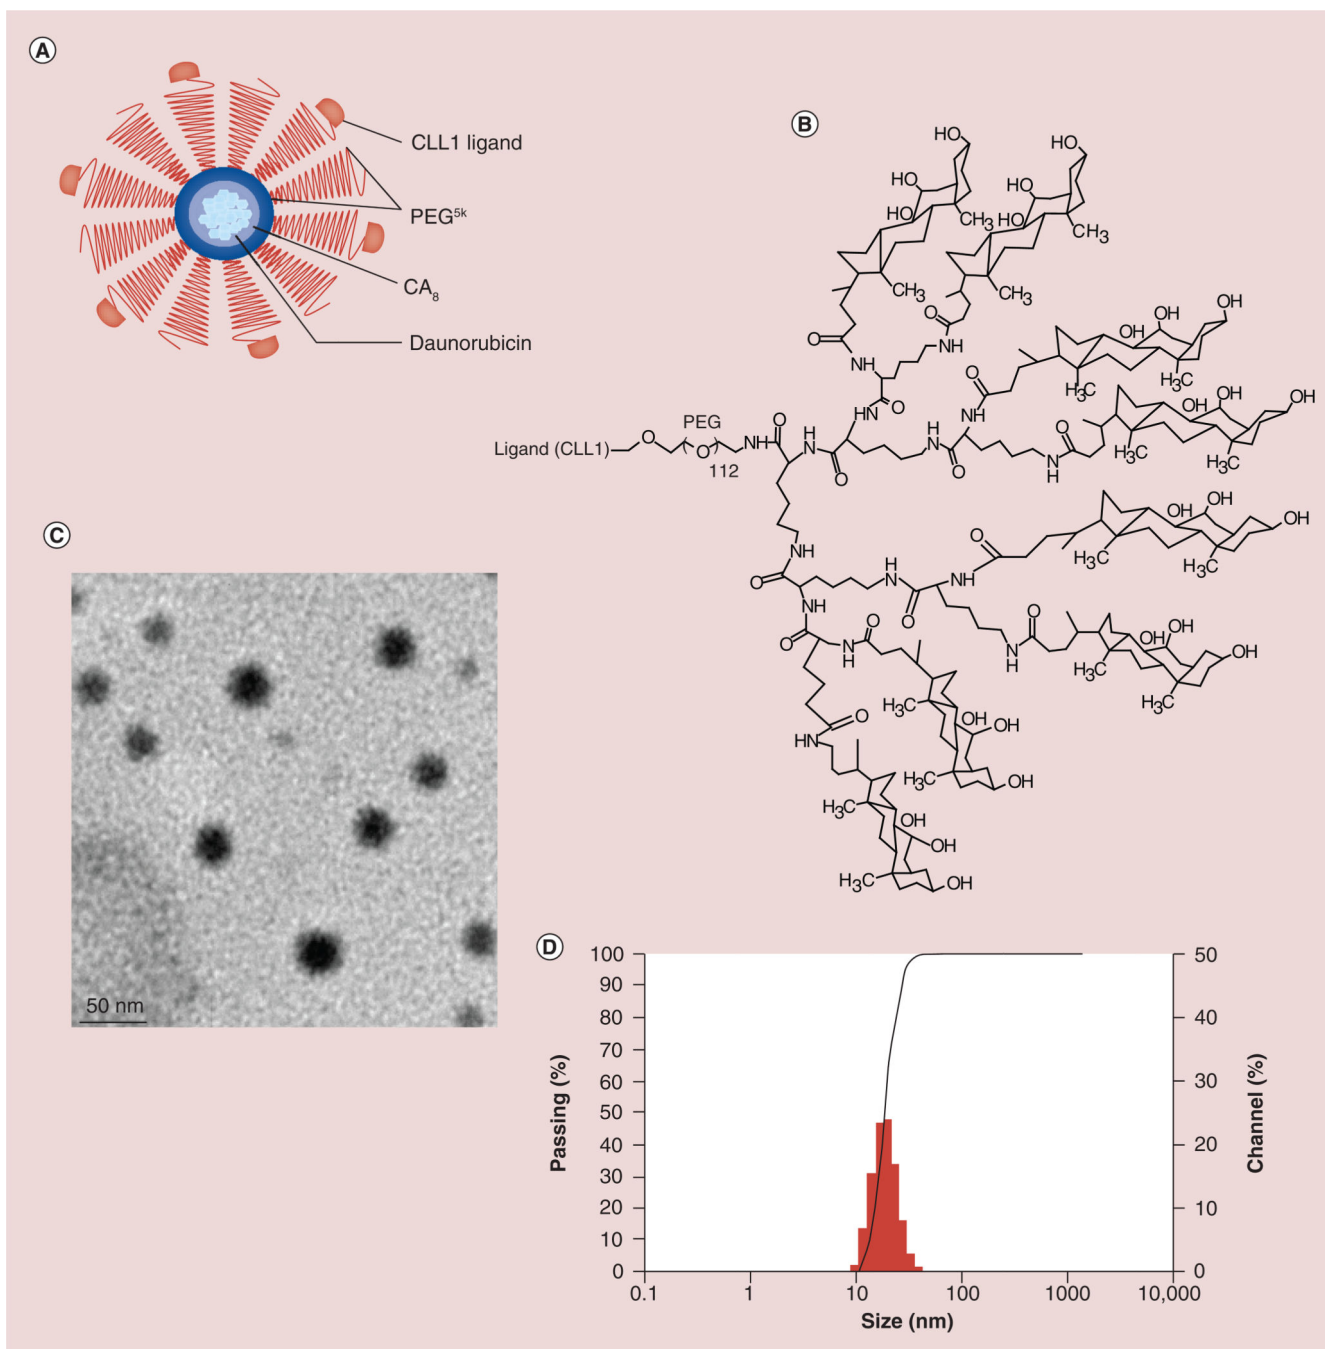 A
CLL1 ligand
PEG5k
CA8
Daunorubicin
B
HO
HO
HO
HO
HO
HO
CH3
CH3
CH3
CH3
O
O
NH
NH
OH
OH
OH
O
H3C
H3C
HN
O
NH
OH
OH
OH
O
H3C
H3C
Ligand (CLL1)
O
PEG
O
112
NH
O
H
N
O
H
N
O
N
H
OH
OH
OH
O
H3C
H3C
NH
O
H
N
O
NH
NH
O
O
N
H
OH
OH
OH
H3C
H3C
O
O
N
H
H3C
OH
OH
HN
O
H3C
OH
H3C
OH
OH
H3C
OH
C
50 nm
D
100
90
80
70
60
50
40
30
20
10
0
Passing (%)
50
40
30
20
10
0
Channel (%)
0.1
1
10
100
1000
10,000
Size (nm)